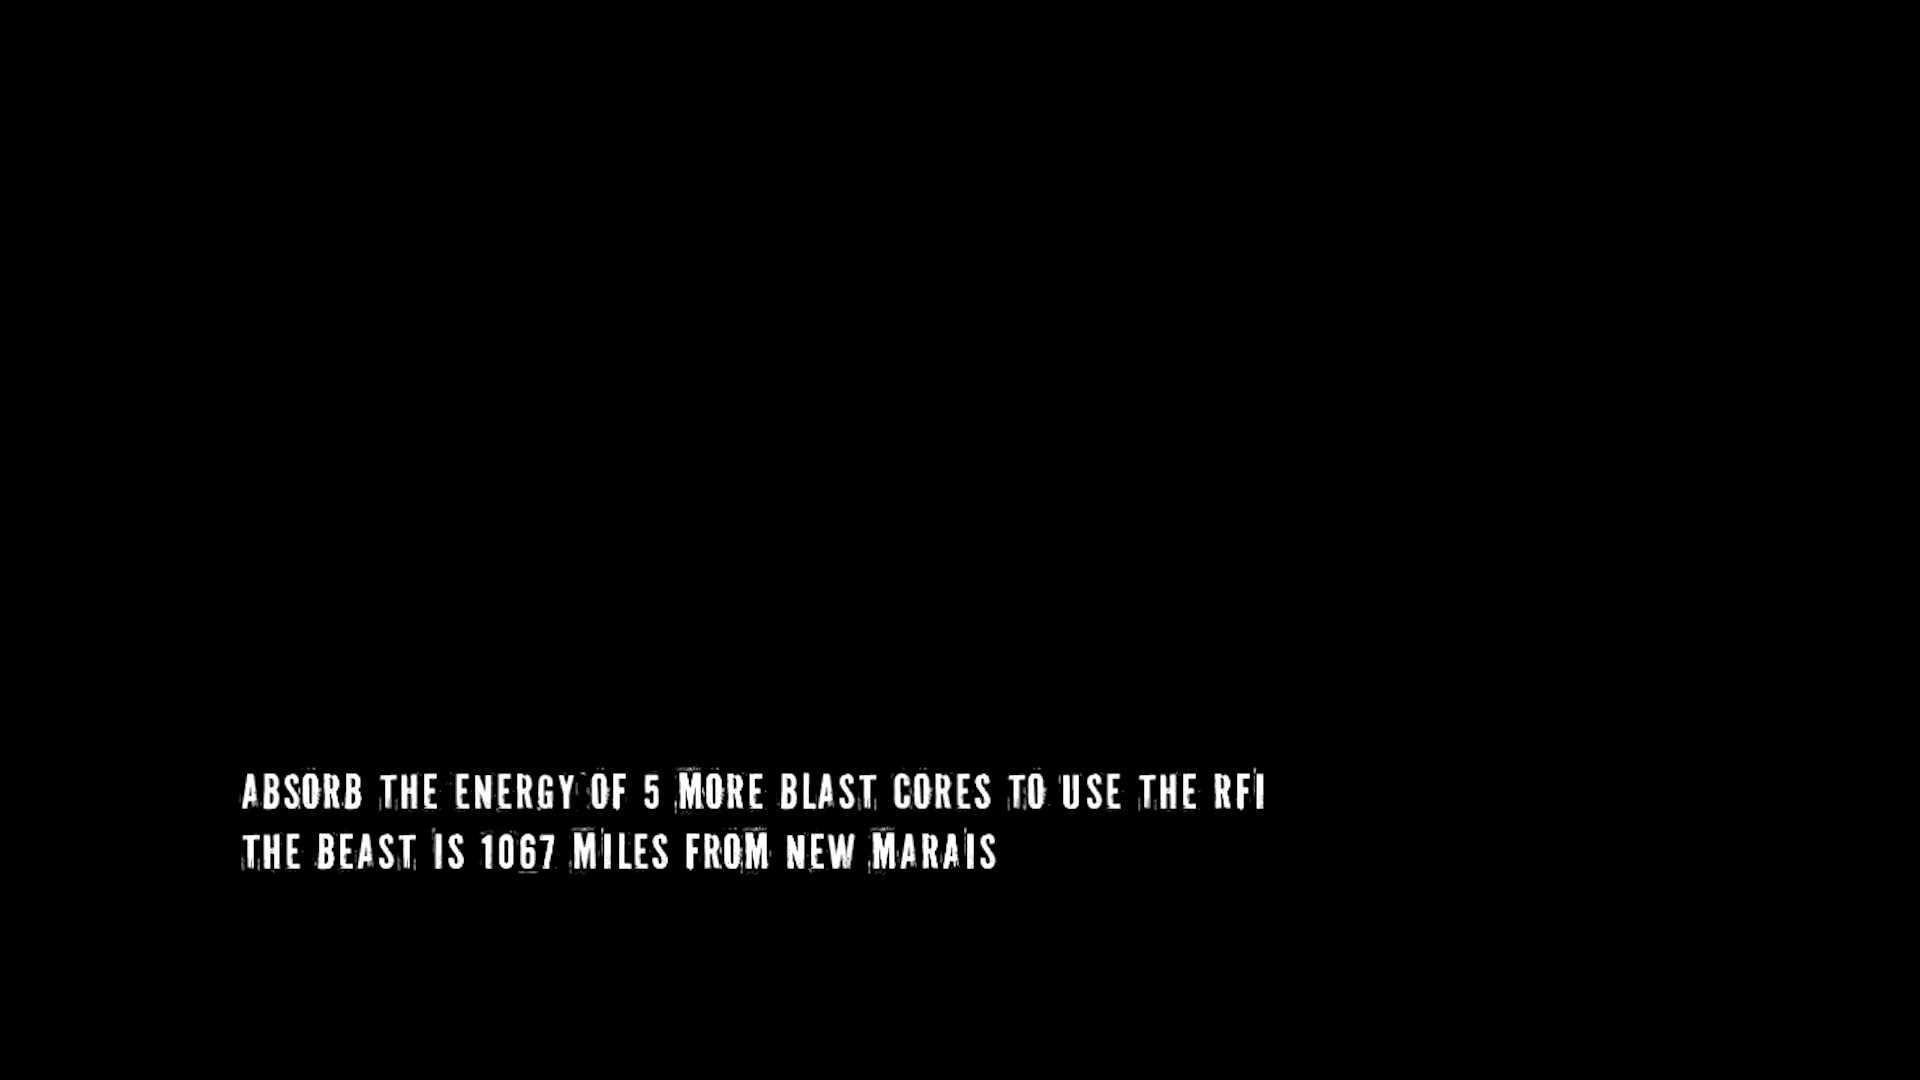 ABSORB THE ENERGY OF 5 MORE BLAST CORES TO USE THE RFI
THE BEAST IS 1067 MILES FROM NEW MARAIS